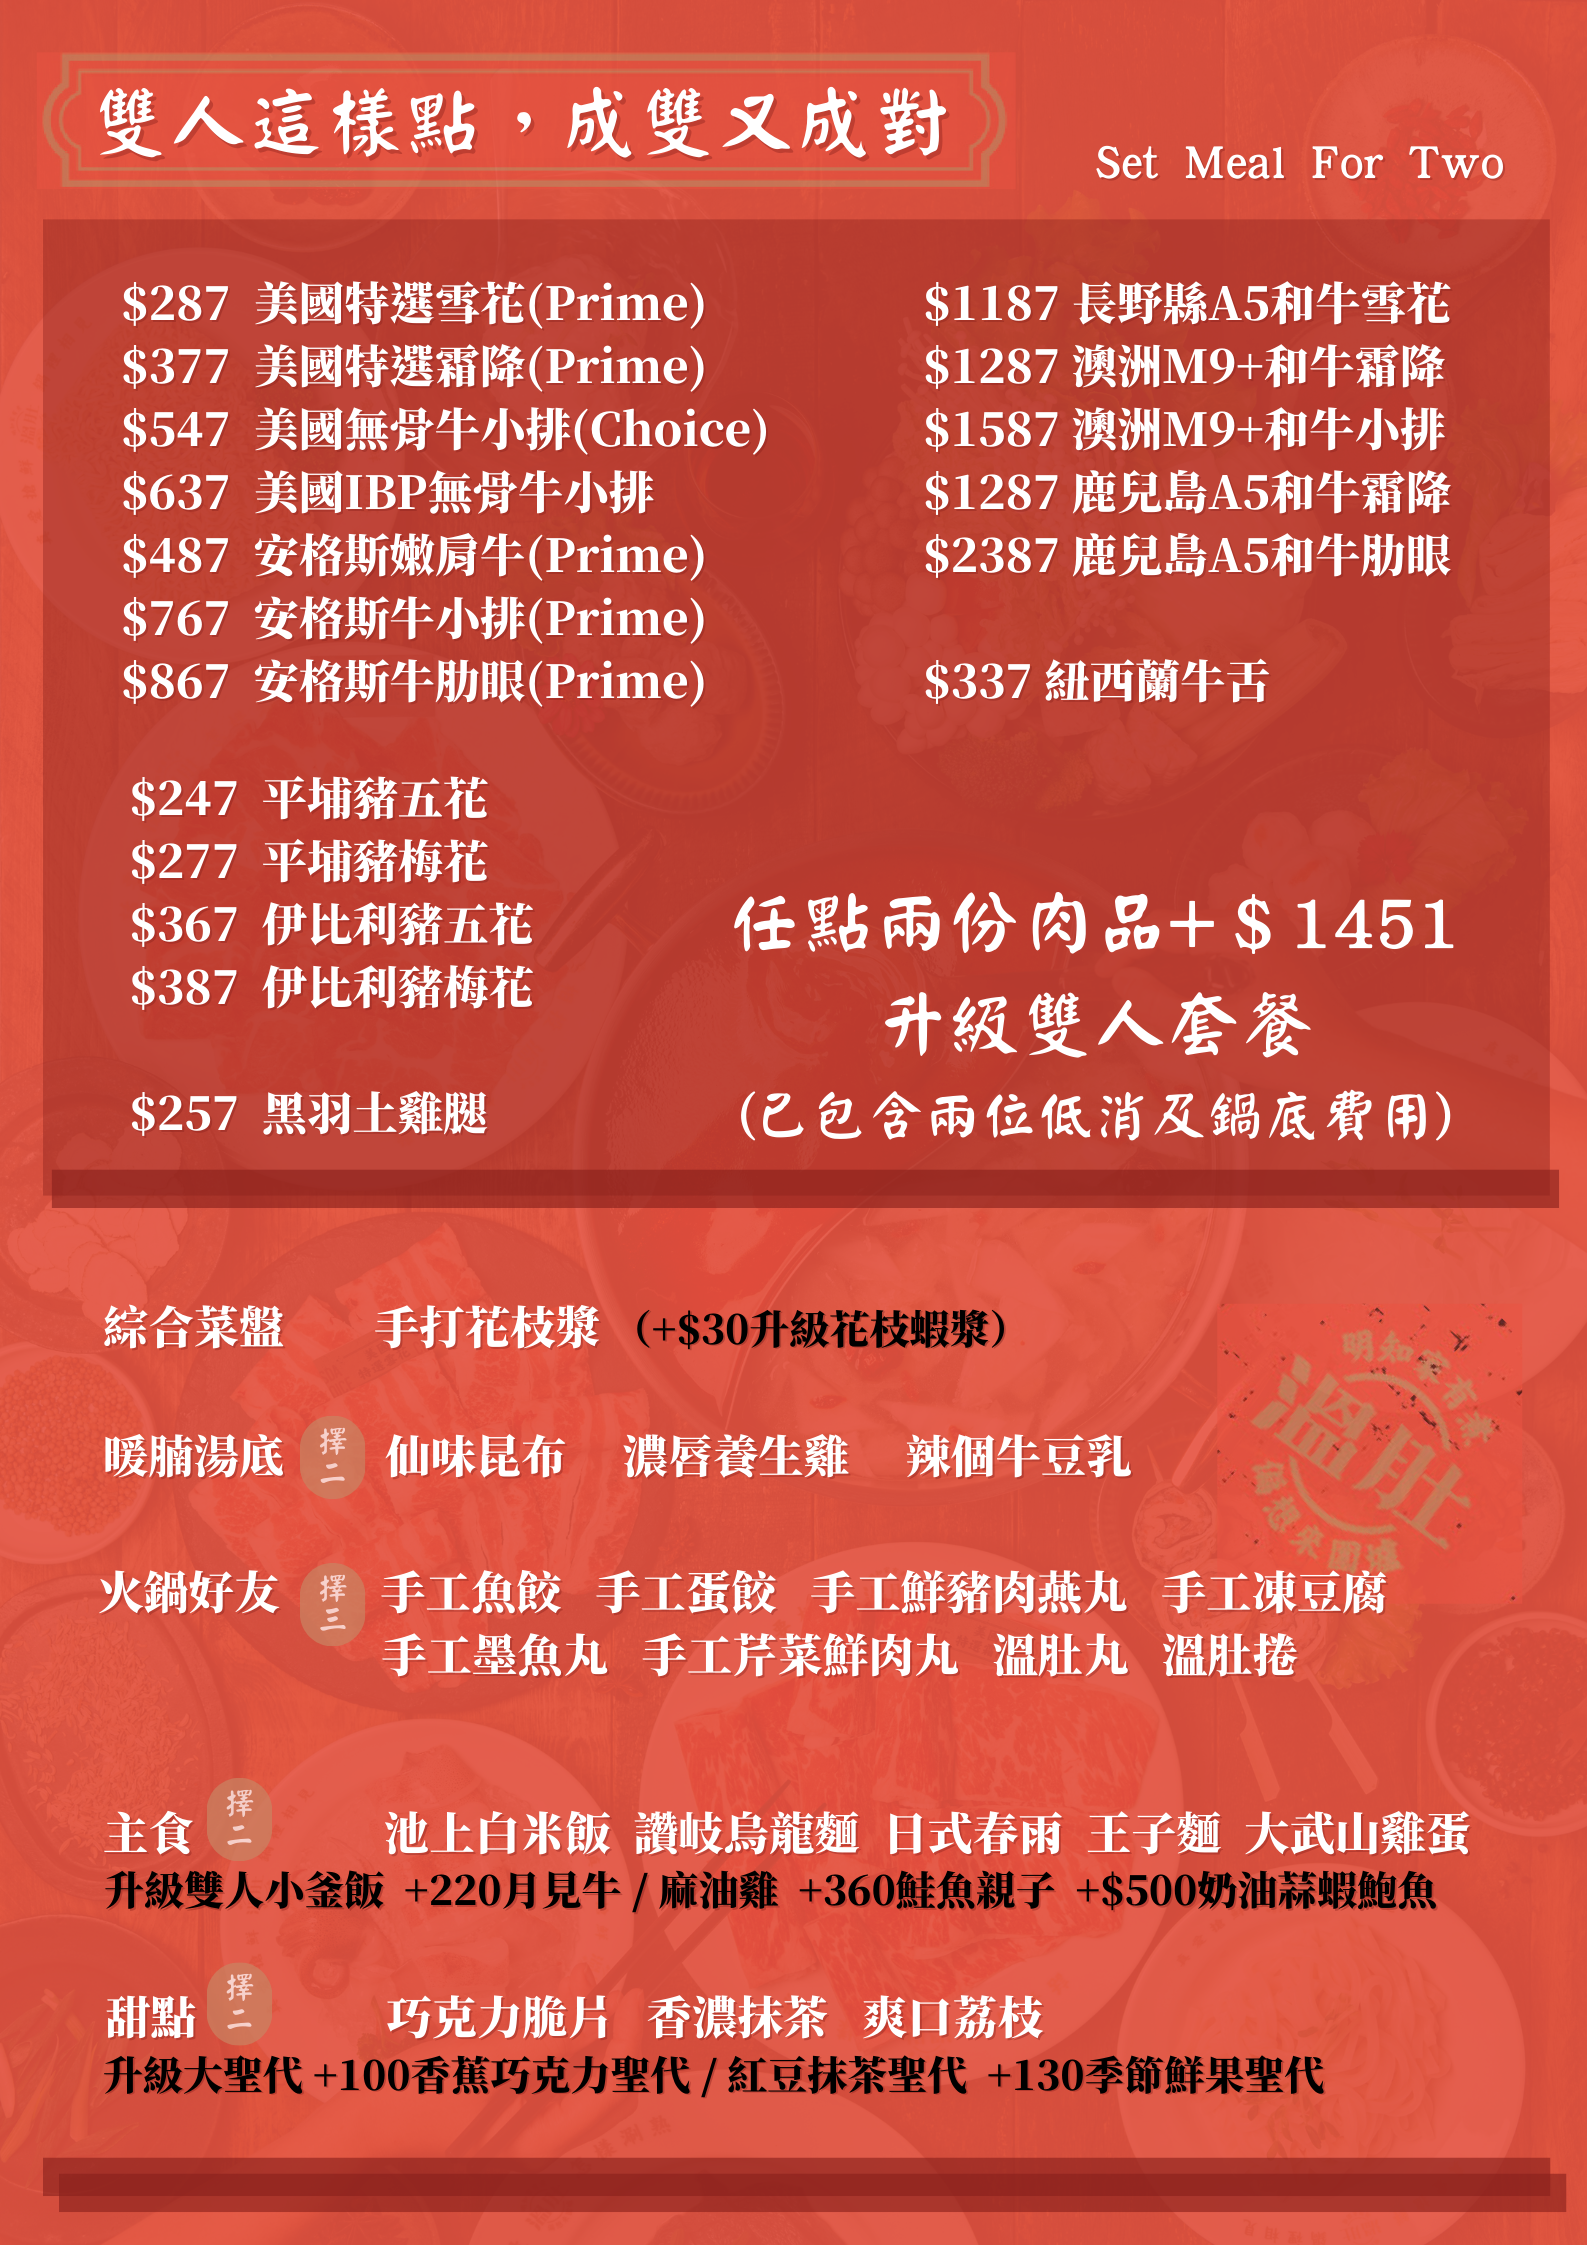 雙人這樣點，成雙又成對
Set Meal For Two
$287 美國特選雪花(Prime)
$377 美國特選霜降(Prime)
$547 美國無骨牛小排(Choice)
$637 美國IBP無骨牛小排
$487 安格斯嫩肩牛(Prime)
$767 安格斯牛小排(Prime)
$867 安格斯牛肋眼(Prime)
$1187 長野縣A5和牛雪花
$1287 澳洲M9+和牛霜降
$1587 澳洲M9+和牛小排
$1287 鹿兒島A5和牛霜降
$2387 鹿兒島A5和牛肋眼
$337 紐西蘭牛舌
$247 平埔豬五花
$277 平埔豬梅花
$367 伊比利豬五花
$387 伊比利豬梅花
$257 黑羽土雞腿
任點兩份肉品+$1451
升級雙人套餐
(已包含兩位低消及鍋底費用)
綜合菜盤 手打花枝漿 (+$30升級花枝蝦漿)
暖腩湯底 擇二 仙味昆布 濃唇養生雞 辣個牛豆乳
火鍋好友 擇三 手工魚餃 手工蛋餃 手工鮮豬肉燕丸 手工凍豆腐
手工墨魚丸 手工芹菜鮮肉丸 溫肚丸 溫肚捲
明知家有
溫肚
想來圍爐
主食 擇二 池上白米飯 讚岐烏龍麵 日式春雨 王子麵 大武山雞蛋
升級雙人小釜飯 +220月見牛 / 麻油雞 +360鮭魚親子 +$500奶油蒜蝦鮑魚
甜點 擇二 巧克力脆片 香濃抹茶 爽口荔枝
升級大聖代 +100香蕉巧克力聖代 / 紅豆抹茶聖代 +130季節鮮果聖代